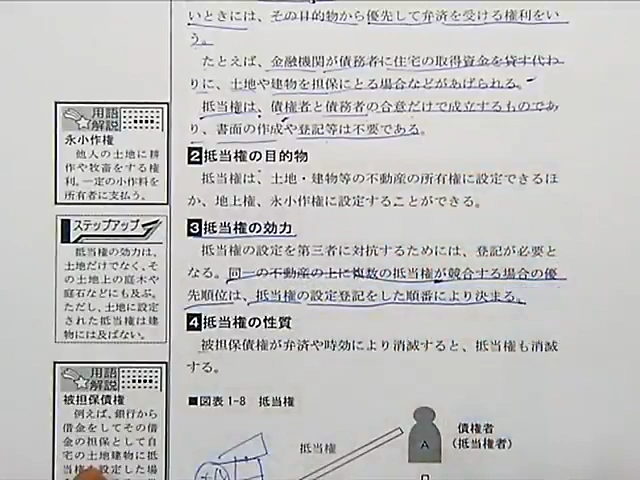 いときには、その目的物から優先して弁済を受ける権利をい
う。
たとえば、金融機関が債務者に住宅の取得資金を貸す代わ
りに、土地や建物を担保にとる場合などがあげられる。
抵当権は、債権者と債務者の合意だけで成立するものであ
り、書面の作成や登記等は不要である。
2 抵当権の目的物
抵当権は、土地・建物等の不動産の所有権に設定できるほ
か、地上権、永小作権に設定することができる。
3 抵当権の効力
抵当権の設定を第三者に対抗するためには、登記が必要と
なる。同一の不動産の上に複数の抵当権が競合する場合の優
先順位は、抵当権の設定登記をした順番により決まる。
4 抵当権の性質
被担保債権が弁済や時効により消滅すると、抵当権も消滅
する。
■図表1-8 抵当権
抵当権
A
債権者
(抵当権者)
用語
解説
永小作権
他人の土地に耕
作や牧畜をする権
利。一定の小作料を
所有者に支払う。
ステップアップ
抵当権の効力は、
土地だけでなく、そ
の土地上の庭木や
庭石などにも及ぶ。
ただし、土地に設定
された抵当権は建
物には及ばない。
用語
解説
被担保債権
例えば、銀行から
借金をしてその借
金の担保として自
宅の土地建物に抵
当権を設定した場